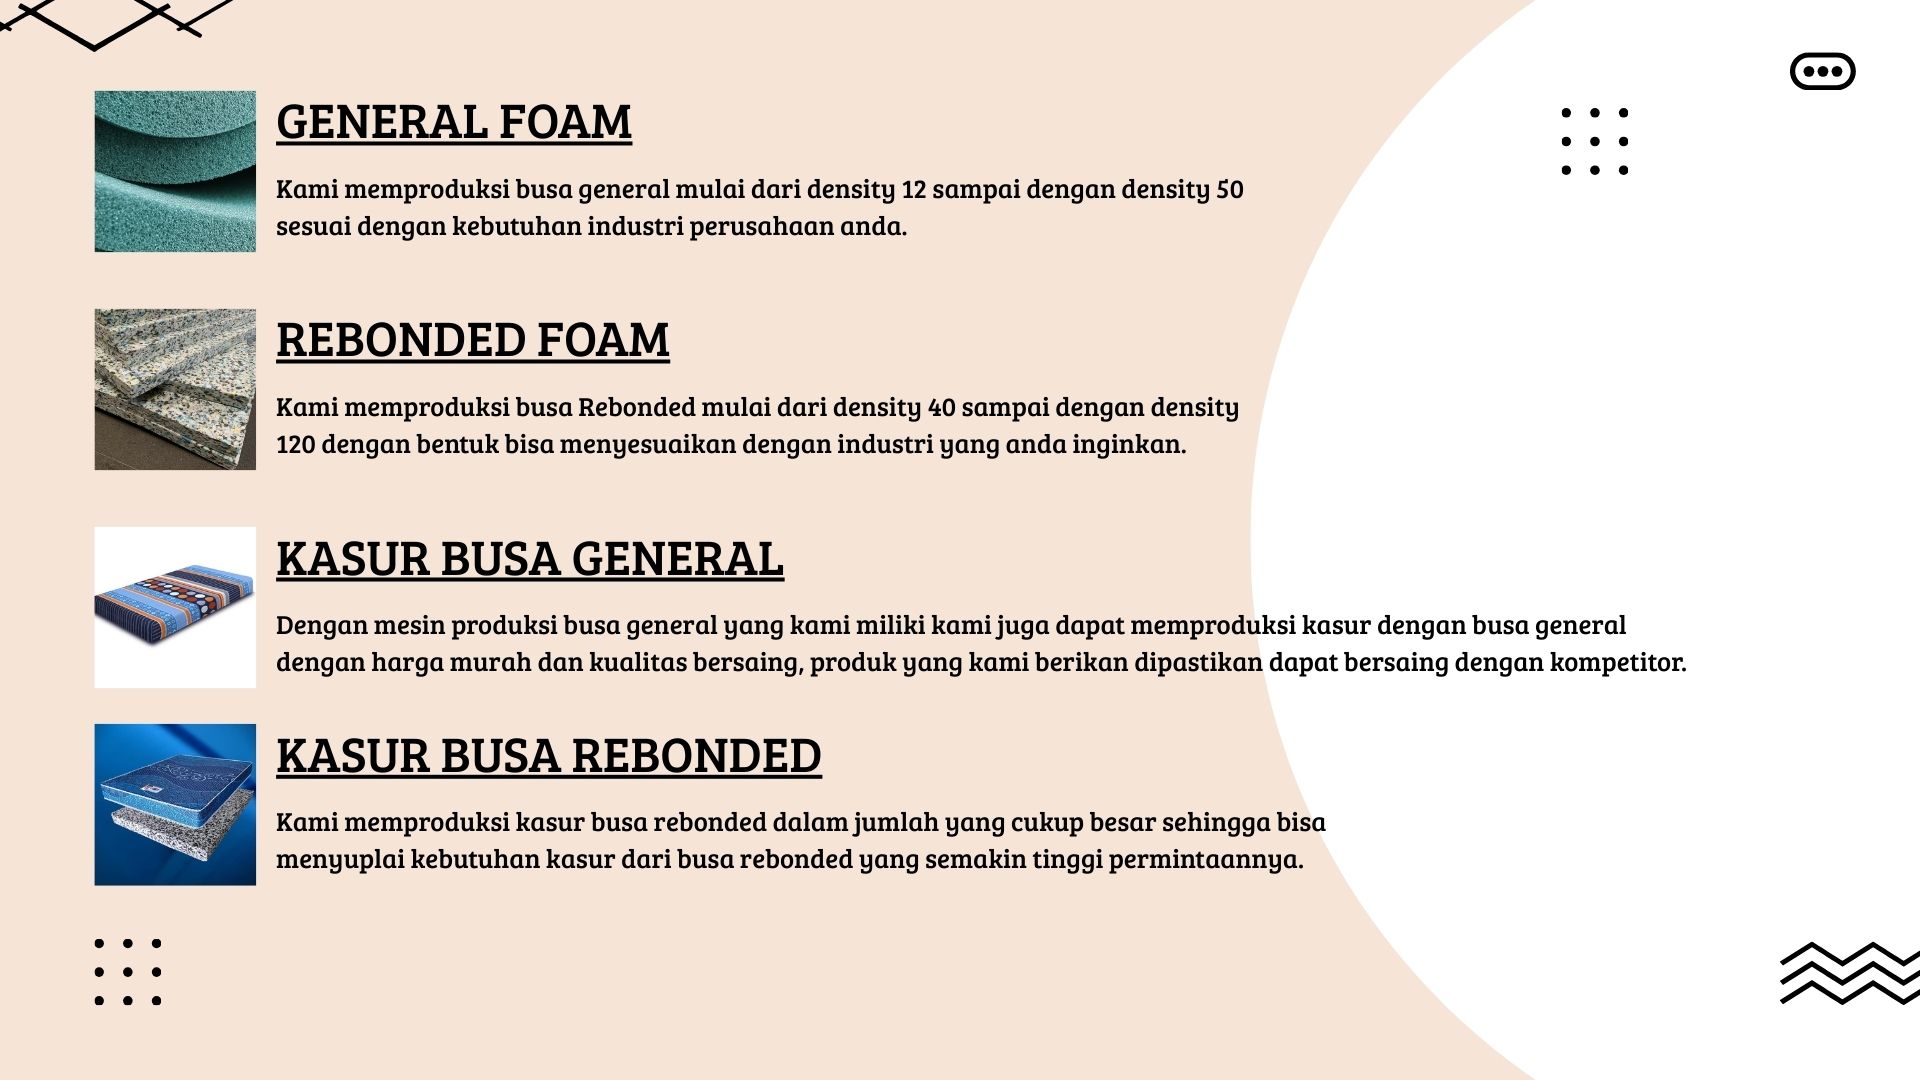 GENERAL FOAM
Kami memproduksi busa general mulai dari density 12 sampai dengan density 50
sesuai dengan kebutuhan industri perusahaan anda.
REBONDED FOAM
Kami memproduksi busa Rebonded mulai dari density 40 sampai dengan density
120 dengan bentuk bisa menyesuaikan dengan industri yang anda inginkan.
KASUR BUSA GENERAL
Dengan mesin produksi busa general yang kami miliki kami juga dapat memproduksi kasur dengan busa general
dengan harga murah dan kualitas bersaing, produk yang kami berikan dipastikan dapat bersaing dengan kompetitor.
KASUR BUSA REBONDED
Kami memproduksi kasur busa rebonded dalam jumlah yang cukup besar sehingga bisa
menyuplai kebutuhan kasur dari busa rebonded yang semakin tinggi permintaannya.